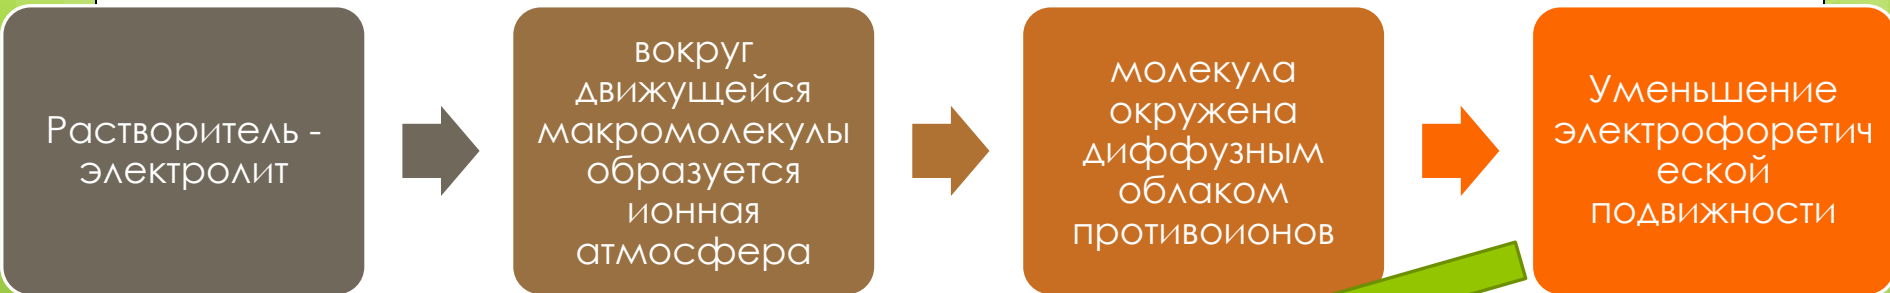 Растворитель -
электролит
вокруг
движущейся
макромолекулы
образуется
ионная
атмосфера
молекула
окружена
диффузным
облаком
противоионов
Уменьшение
электрофоретич
еской
подвижности